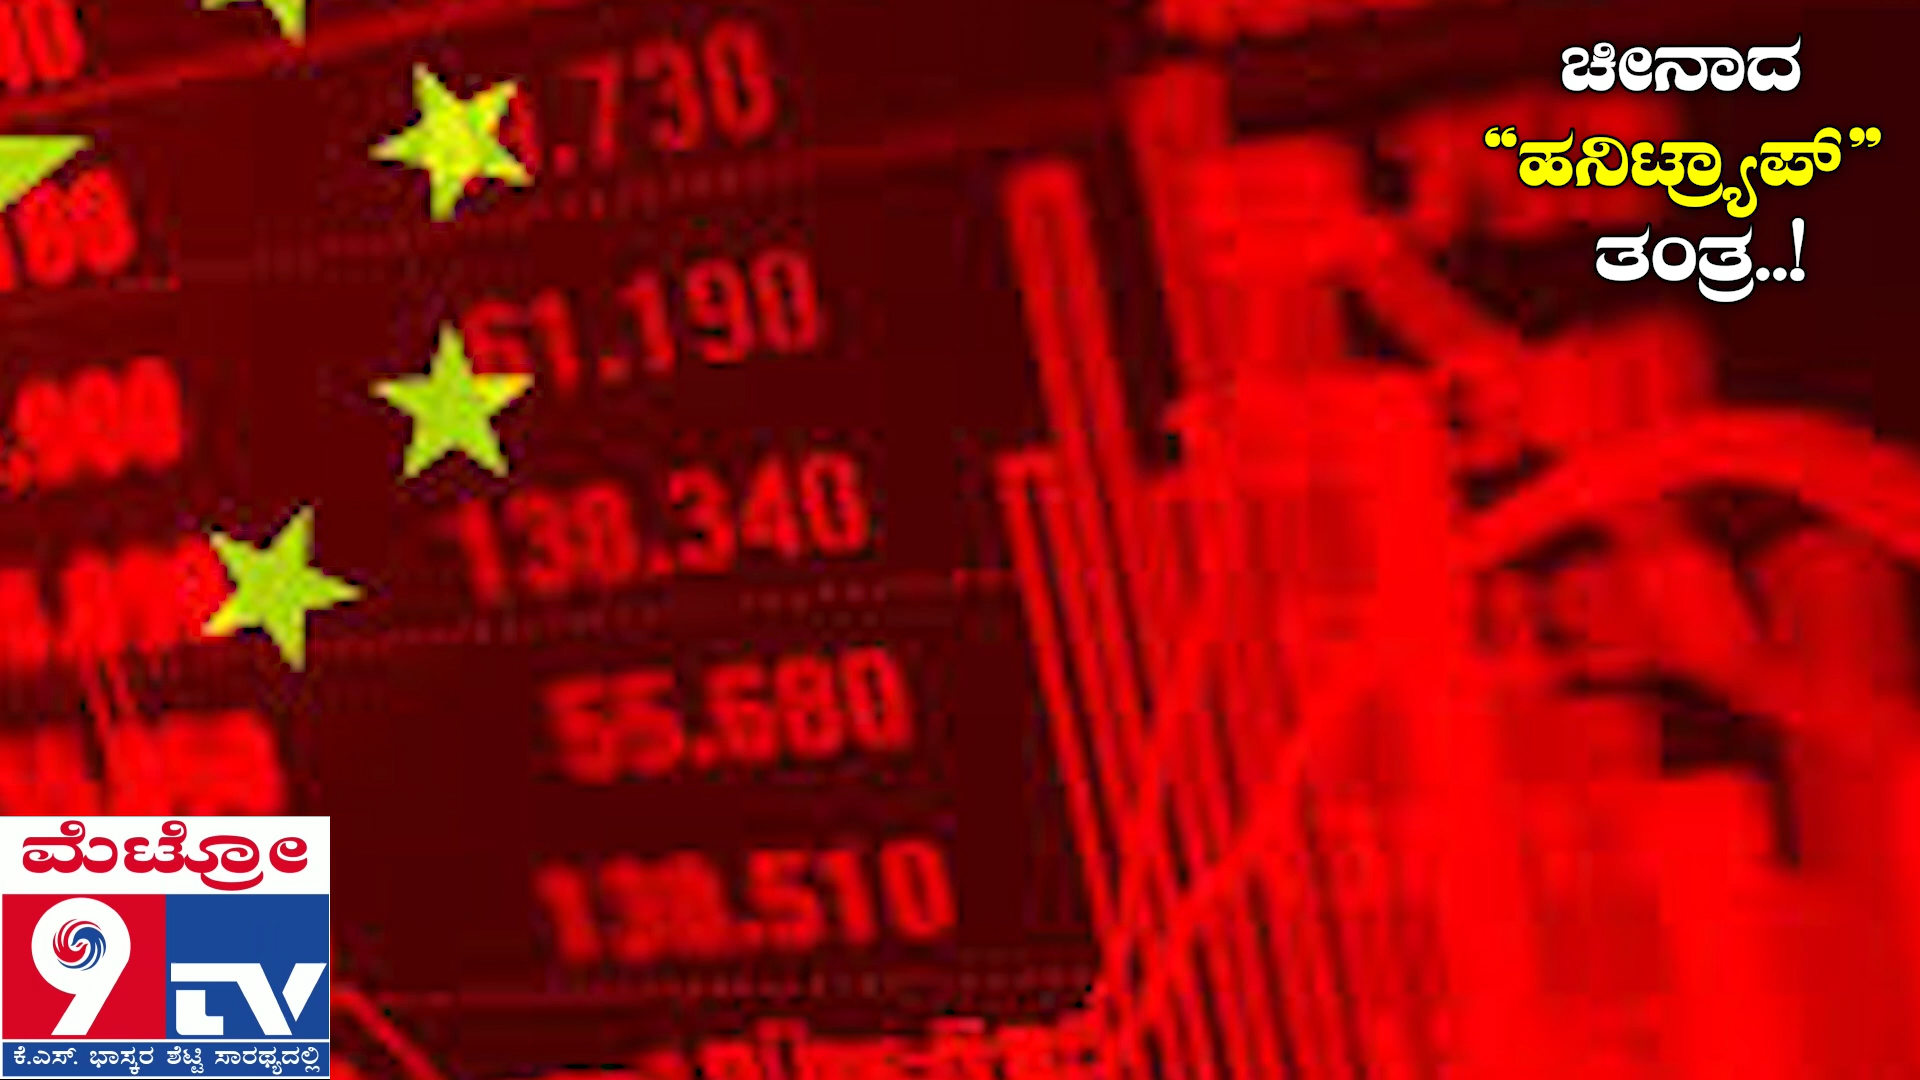 ಚೀನಾದ
“ಹನಿಟ್ರ್ಯಾಪ್”
ತಂತ್ರ..!
.730
61.190
138.340
55.680
138.510
ಮೆಟ್ರೋ
9 TV
ಕೆ.ಎಸ್. ಭಾಸ್ಕರ ಶೆಟ್ಟಿ ಸಾರಥ್ಯದಲ್ಲಿ